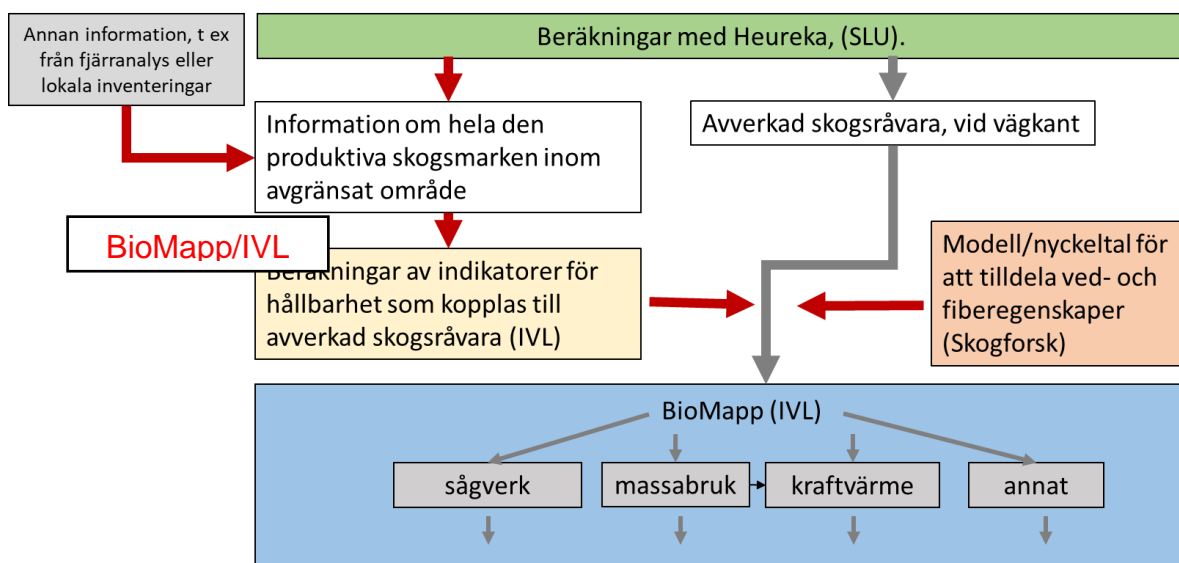 Annan information, t ex
från fjärranalys eller
lokala inventeringar
Beräkningar med Heureka, (SLU).
Information om hela den
produktiva skogsmarken inom
avgränsat område
Avverkad skogsråvara, vid vägkant
BioMapp/IVL
Beräkningar av indikatorer för
hållbarhet som kopplas till
avverkad skogsråvara (IVL)
Modell/nyckeltal för
att tilldela ved- och
fiberegenskaper
(Skogforsk)
BioMapp (IVL)
sågverk
massabruk
kraftvärme
annat